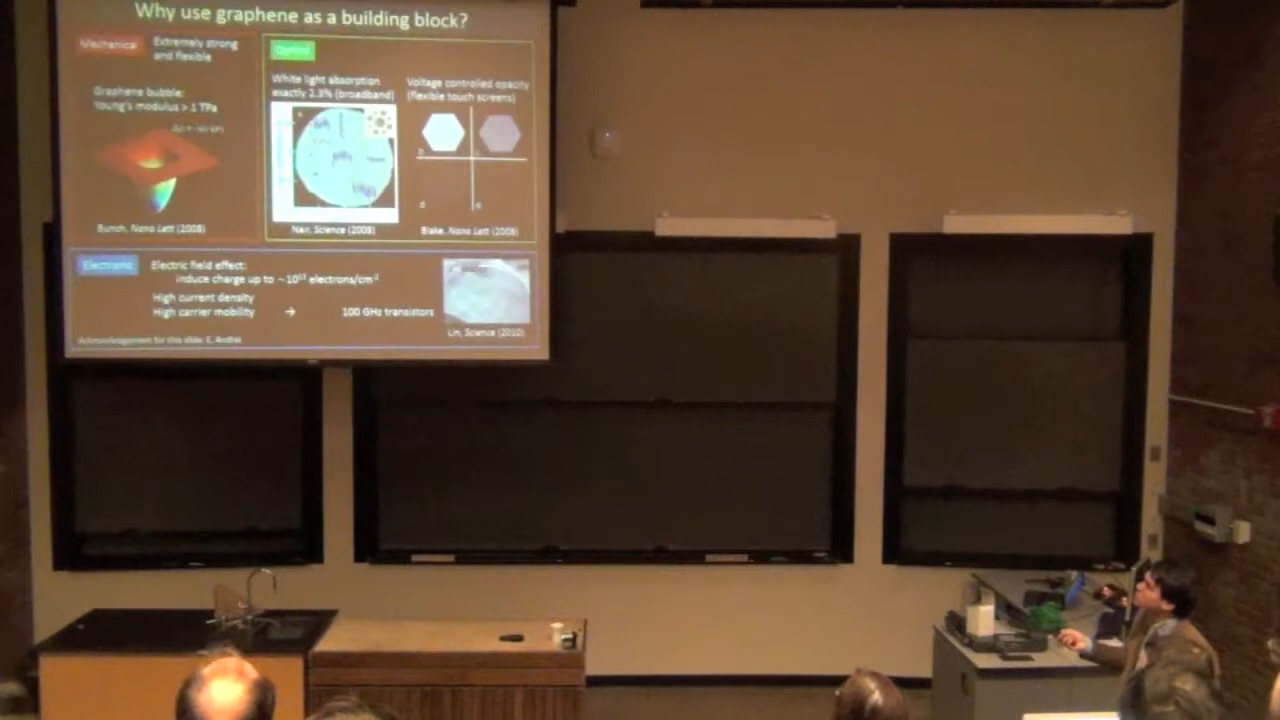 Why use graphene as a building block?
Mechanical
Extremely strong
and flexible
Graphene bubble:
Young's modulus > 1 TPa
Bunch, Nano Lett (2008)
Optical
White light absorption
exactly 2.3% (broadband)
Nair, Science (2008)
Voltage controlled opacity
(flexible touch screens)
Blake, Nano Lett (2008)
Electronic
Electric field effect:
induce charge up to ~10¹³ electrons/cm⁻²
High current density
High carrier mobility → 100 GHz transistors
Lin, Science (2010)
Acknowledgement for this slide: E. Andrei